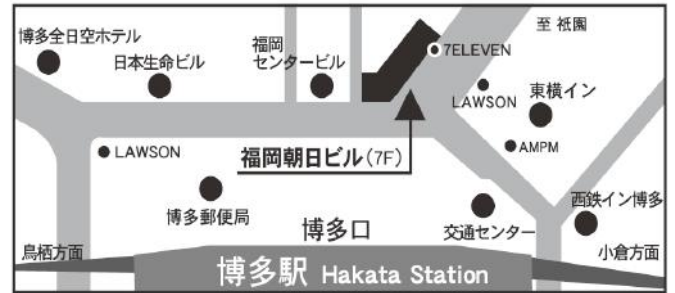 至 祇園
博多全日空ホテル
福岡
センタービル
7ELEVEN
日本生命ビル
LAWSON
東横イン
LAWSON
福岡朝日ビル(7F)
AMPM
博多郵便局
西鉄イン博多
博多口
交通センター
鳥栖方面
小倉方面
博多駅 Hakata Station